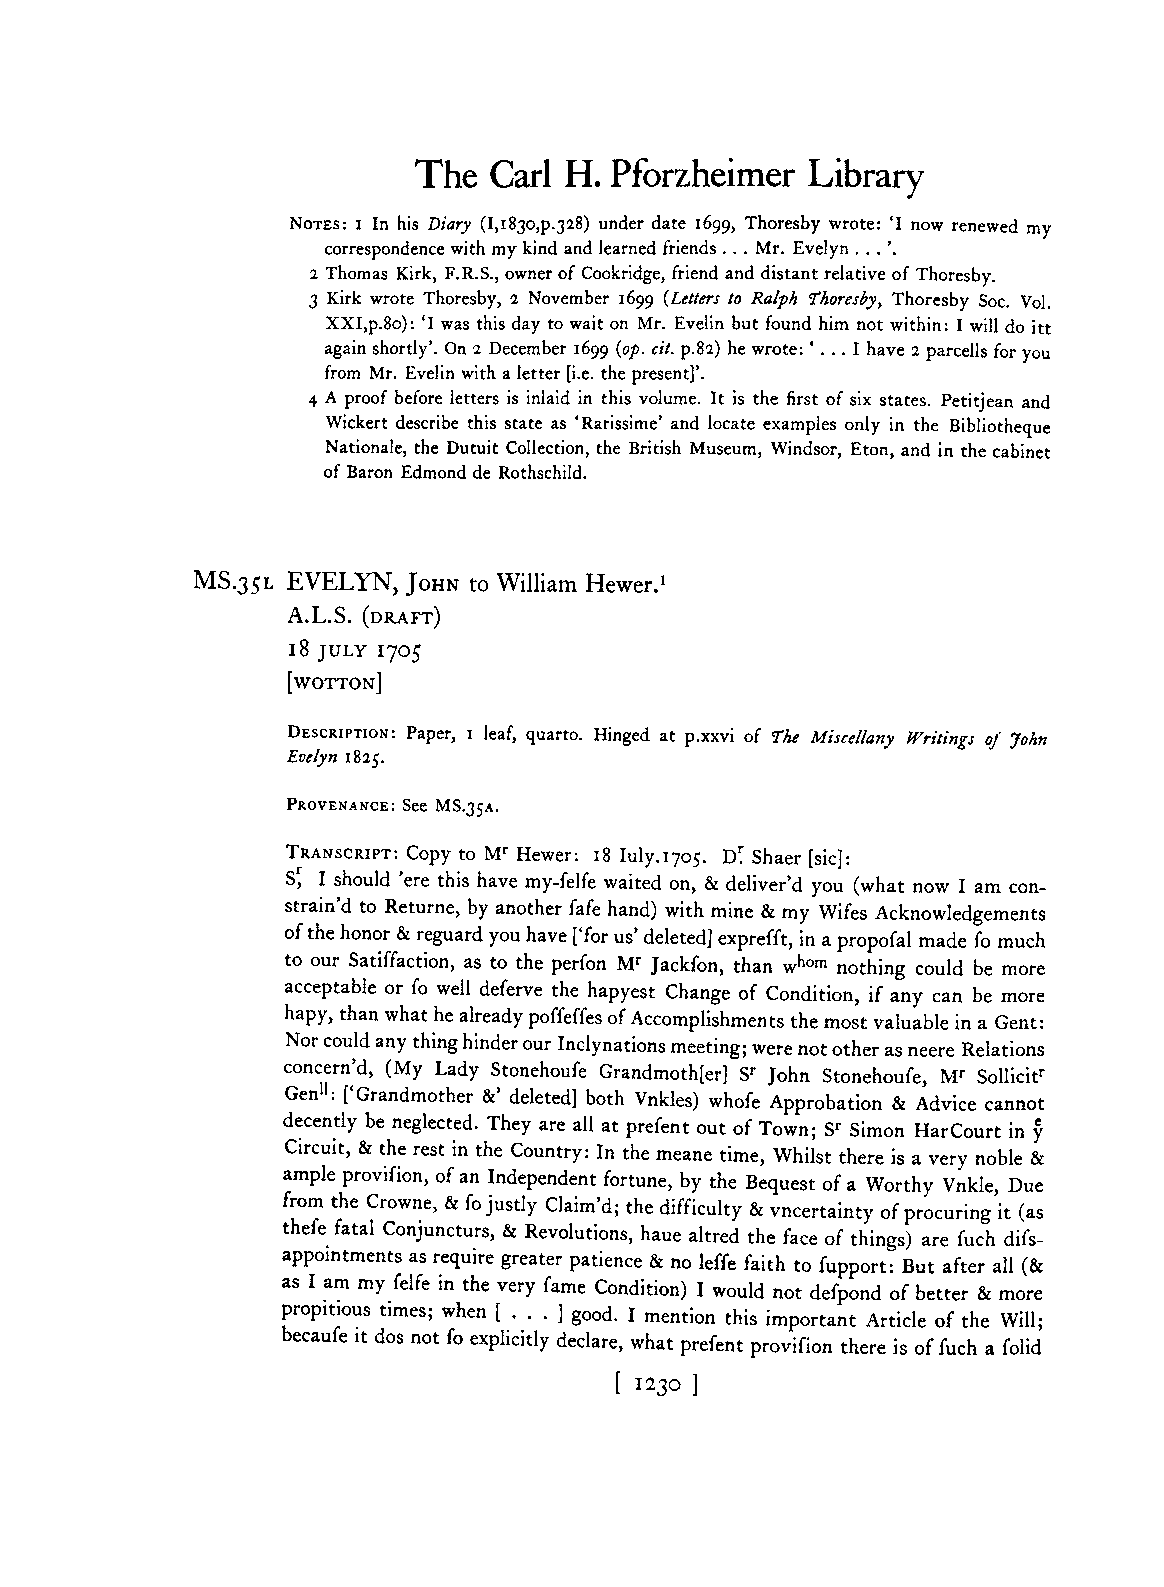 The Carl H. Pforzheimer Library
NOTES: 1 In his Diary (I,1830,p.328) under date 1699, Thoresby wrote: ‘I now renewed my
correspondence with my kind and learned friends . . . Mr. Evelyn . . . ’.
2 Thomas Kirk, F.R.S., owner of Cookridge, friend and distant relative of Thoresby.
3 Kirk wrote Thoresby, 2 November 1699 (Letters to Ralph Thoresby, Thoresby Soc. Vol.
XXI,p.80): ‘I was this day to wait on Mr. Evelin but found him not within: I will do itt
again shortly’. On 2 December 1699 (op. cit. p.82) he wrote: ‘ . . . I have 2 parcells for you
from Mr. Evelin with a letter [i.e. the present]’.
4 A proof before letters is inlaid in this volume. It is the first of six states. Petitjean and
Wickert describe this state as ‘Rarissime’ and locate examples only in the Bibliotheque
Nationale, the Dutuit Collection, the British Museum, Windsor, Eton, and in the cabinet
of Baron Edmond de Rothschild.
MS.35L EVELYN, JOHN to William Hewer.¹
A.L.S. (DRAFT)
18 JULY 1705
[WOTTON]
DESCRIPTION: Paper, 1 leaf, quarto. Hinged at p.xxvi of The Miscellany Writings of John
Evelyn 1825.
PROVENANCE: See MS.35A.
TRANSCRIPT: Copy to Mʳ Hewer: 18 Iuly.1705. Dʳ. Shaer [sic]:
Sʳ, I should 'ere this have my-ſelfe waited on, & deliver'd you (what now I am con-
strain'd to Returne, by another ſafe hand) with mine & my Wifes Acknowledgements
of the honor & reguard you have [‘for us’ deleted] expreſſt, in a propoſal made ſo much
to our Satiſfaction, as to the perſon Mʳ Jackſon, than wʰᵒᵐ nothing could be more
acceptable or ſo well deſerve the hapyest Change of Condition, if any can be more
hapy, than what he already poſſeſſes of Accomplishments the most valuable in a Gent:
Nor could any thing hinder our Inclynations meeting; were not other as neere Relations
concern'd, (My Lady Stonehouſe Grandmoth[er] Sʳ John Stonehouſe, Mʳ Sollicitʳ
Genˡˡ: [‘Grandmother &’ deleted] both Vnkles) whoſe Approbation & Advice cannot
decently be neglected. They are all at preſent out of Town; Sʳ Simon HarCourt in yͤ
Circuit, & the rest in the Country: In the meane time, Whilst there is a very noble &
ample proviſion, of an Independent fortune, by the Bequest of a Worthy Vnkle, Due
from the Crowne, & ſo justly Claim'd; the difficulty & vncertainty of procuring it (as
theſe fatal Conjuncturs, & Revolutions, haue altred the face of things) are ſuch diſs-
appointments as require greater patience & no leſſe faith to ſupport: But after all (&
as I am my ſelfe in the very ſame Condition) I would not deſpond of better & more
propitious times; when [ . . . ] good. I mention this important Article of the Will;
becauſe it dos not ſo explicitly declare, what preſent proviſion there is of ſuch a ſolid
[ 1230 ]